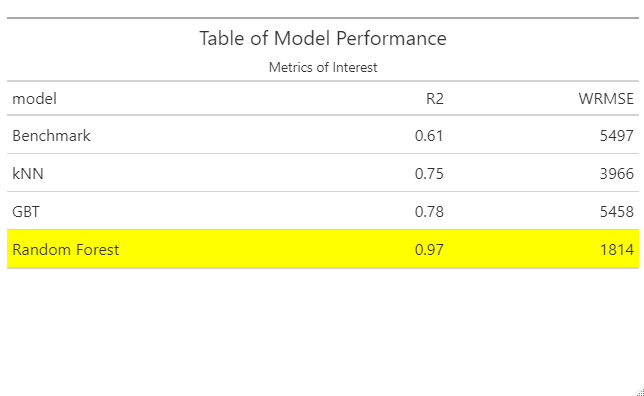 Table of Model Performance
Metrics of Interest
model R2 WRMSE
Benchmark 0.61 5497
kNN 0.75 3966
GBT 0.78 5458
Random Forest 0.97 1814